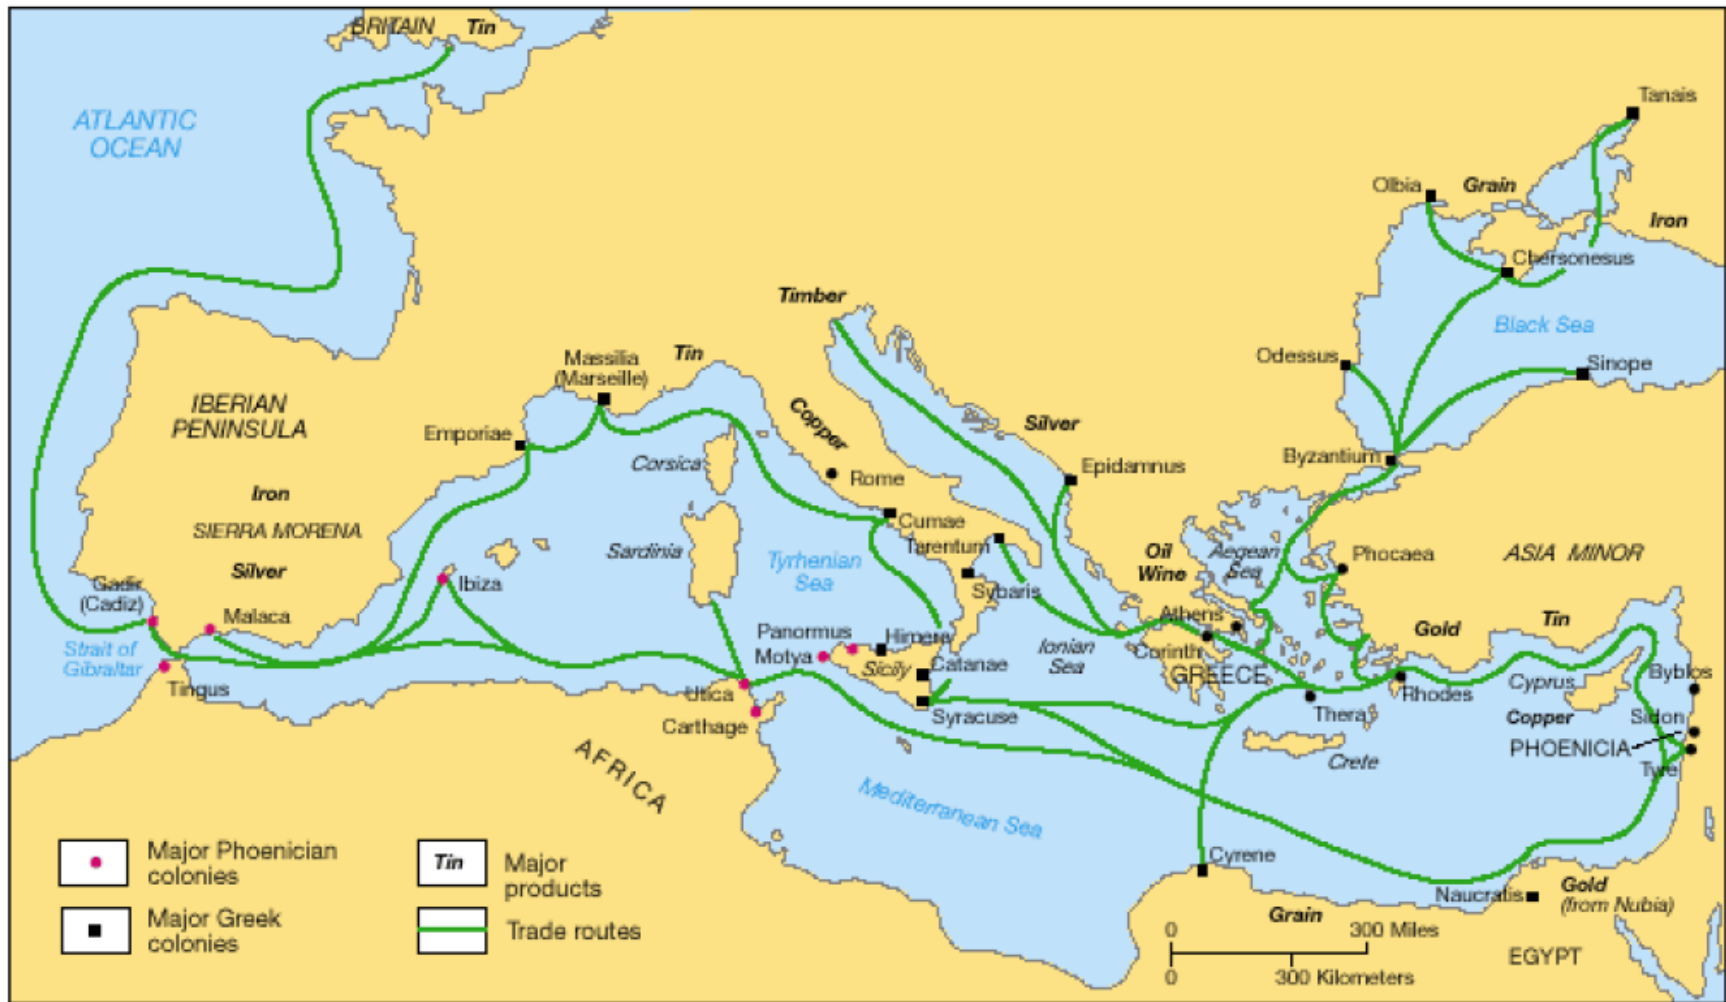 BRITAIN Tin
ATLANTIC
OCEAN
Tanais
Olbia
Grain
Iron
Chersonesus
Timber
Black Sea
Massilia
(Marseille)
Tin
Odessus
Sinope
IBERIAN
PENINSULA
Copper
Silver
Emporiae
Corsica
Rome
Epidamnus
Byzantium
Iron
SIERRA MORENA
Silver
Cumae
Tarentum
Sardinia
Tyrrhenian
Sea
Oil
Wine
Aegean
Sea
Phocaea
ASIA MINOR
Gadir
(Cadiz)
Malaca
Ibiza
Sybaris
Athens
Tin
Gold
Strait of
Gibraltar
Tingus
Panormus
Himera
Motya
Sicily
Catanae
Ionian
Sea
Corinth
GREECE
Rhodes
Cyprus
Byblos
Utica
Carthage
Syracuse
Thera
Copper
Sidon
PHOENICIA
Tyre
Crete
AFRICA
Mediterranean Sea
Cyrene
Naucratis
Gold
(from Nubia)
Grain
EGYPT
Major Phoenician
colonies
Major Greek
colonies
Tin
Major
products
Trade routes
0 300 Miles
0 300 Kilometers